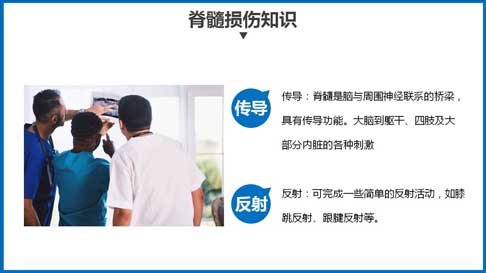 脊髓损伤知识
传导
传导：脊髓是脑与周围神经联系的桥梁，
具有传导功能。大脑到躯干、四肢及大
部分内脏的各种刺激
反射
反射：可完成一些简单的反射活动，如膝
跳反射、跟腱反射等。